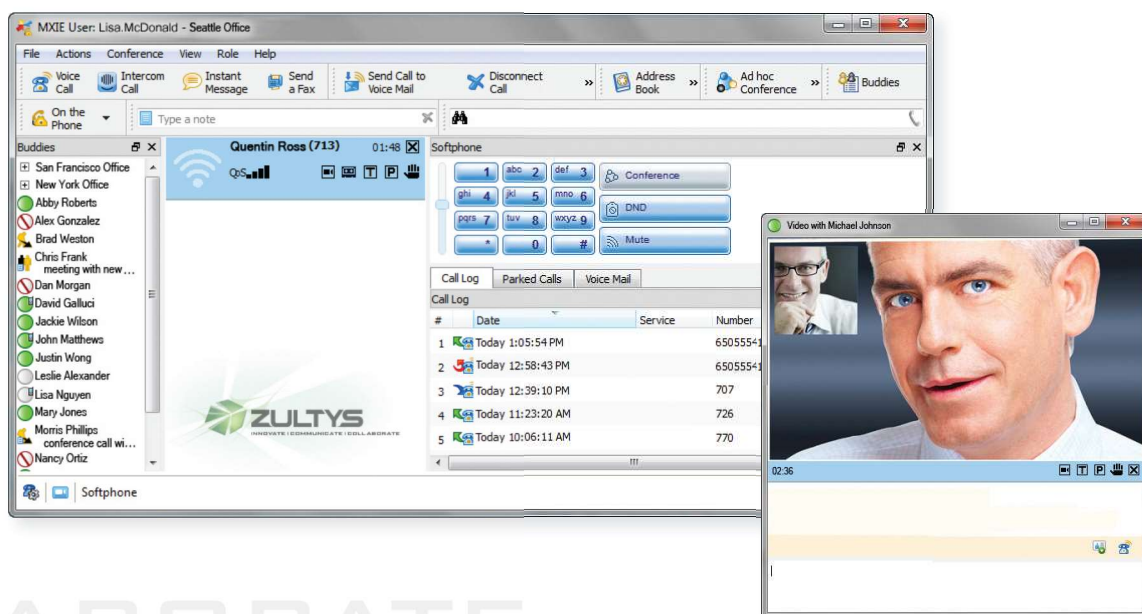 MXIE User: Lisa.McDonald - Seattle Office
File Actions Conference View Role Help
Voice Call
Intercom Call
Instant Message
Send a Fax
Send Call to Voice Mail
Disconnect Call
»
Address Book
»
Ad hoc Conference
»
Buddies
On the Phone
Type a note
Buddies
San Francisco Office
New York Office
Abby Roberts
Alex Gonzalez
Brad Weston
Chris Frank
meeting with new...
Dan Morgan
David Galluci
Jackie Wilson
John Matthews
Justin Wong
Leslie Alexander
Lisa Nguyen
Mary Jones
Morris Phillips
conference call wi...
Nancy Ortiz
Quentin Ross (713) 01:48
QoS
T P
ZULTYS
INNOVATE | COMMUNICATE | COLLABORATE
Softphone
1 abc 2 def 3
ghi 4 jkl 5 mno 6
pqrs 7 tuv 8 wxyz 9
* 0 #
Conference
DND
Mute
Call Log Parked Calls Voice Mail
Call Log
# Date Service Number
1 Today 1:05:54 PM 65055541
2 Today 12:58:43 PM 65055541
3 Today 12:39:10 PM 707
4 Today 11:23:20 AM 726
5 Today 10:06:11 AM 770
Softphone
Video with Michael Johnson
02:36
T P
ABORATE